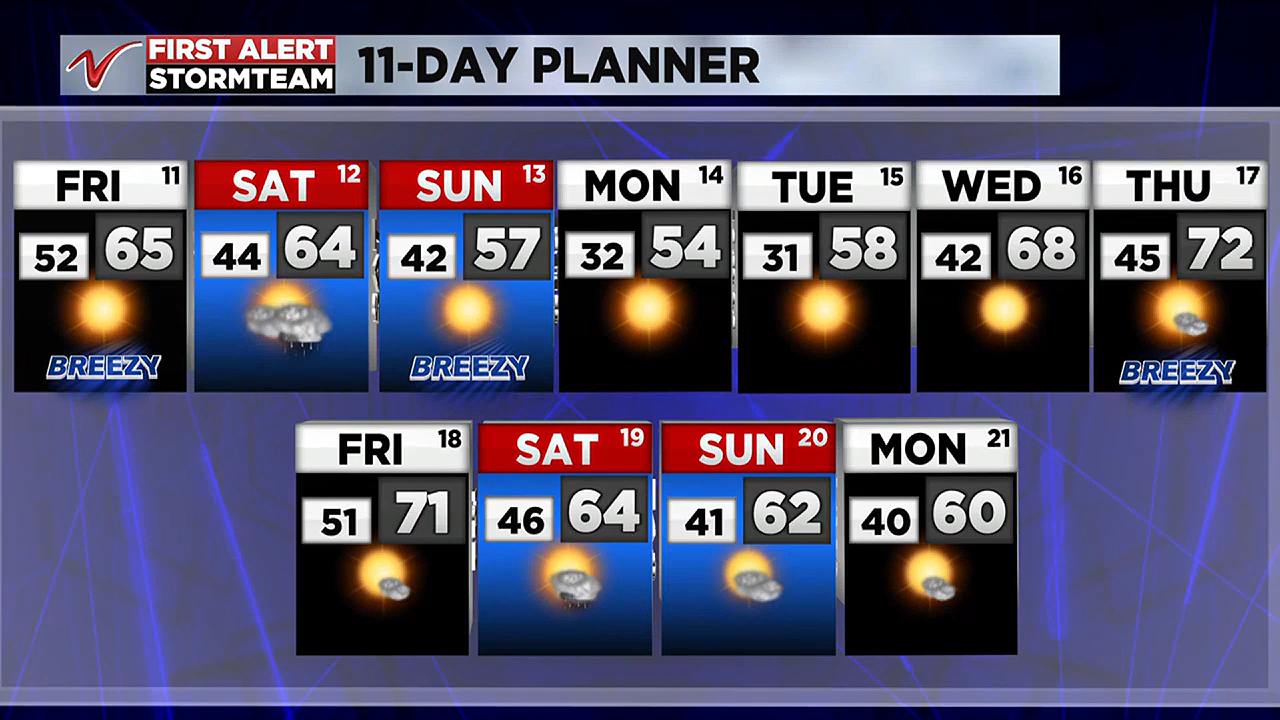 FIRST ALERT
STORMTEAM
11-DAY PLANNER
FRI 11
52 65
BREEZY
SAT 12
44 64
SUN 13
42 57
BREEZY
MON 14
32 54
TUE 15
31 58
WED 16
42 68
THU 17
45 72
BREEZY
FRI 18
51 71
SAT 19
46 64
SUN 20
41 62
MON 21
40 60